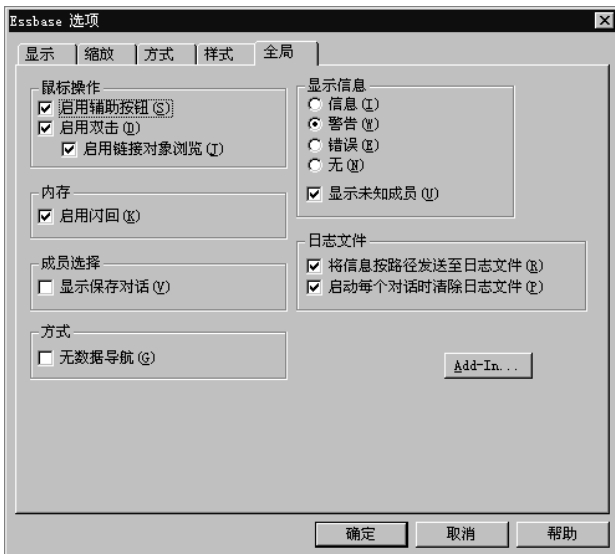 Essbase 选项
显示
缩放
方式
样式
全局
鼠标操作
启用辅助按钮(S)
启用双击(D)
启用链接对象浏览(J)
内存
启用闪回(K)
成员选择
显示保存对话(V)
方式
无数据导航(G)
显示信息
信息(I)
警告(W)
错误(E)
无(N)
显示未知成员(U)
日志文件
将信息按路径发送至日志文件(R)
启动每个对话时清除日志文件(P)
Add-In...
确定
取消
帮助